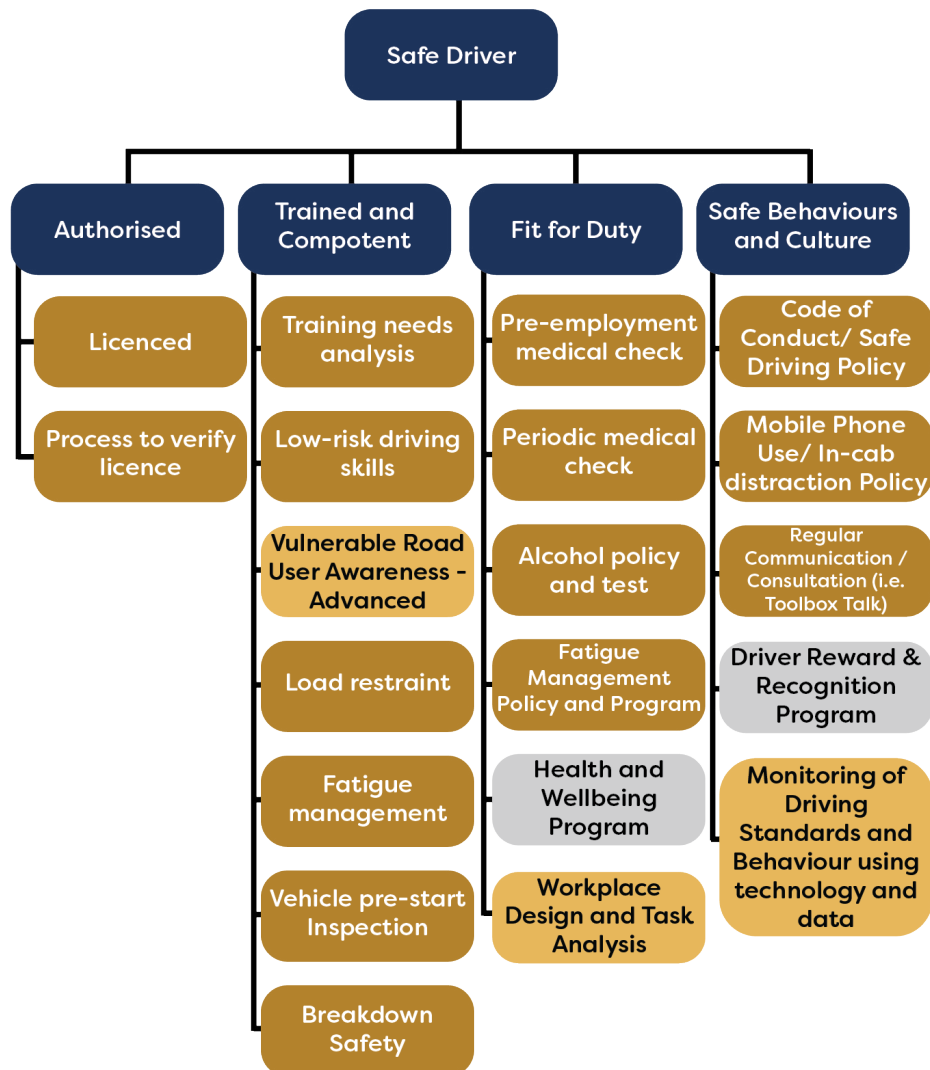 Safe Driver
Authorised
Licenced
Process to verify
licence
Trained and
Compotent
Training needs
analysis
Low-risk driving
skills
Vulnerable Road
User Awareness -
Advanced
Load restraint
Fatigue
management
Vehicle pre-start
Inspection
Breakdown
Safety
Fit for Duty
Pre-employment
medical check
Periodic medical
check
Alcohol policy
and test
Fatigue
Management
Policy and Program
Health and
Wellbeing
Program
Workplace
Design and Task
Analysis
Safe Behaviours
and Culture
Code of
Conduct/ Safe
Driving Policy
Mobile Phone
Use/ In-cab
distraction Policy
Regular
Communication /
Consultation (i.e.
Toolbox Talk)
Driver Reward &
Recognition
Program
Monitoring of
Driving
Standards and
Behaviour using
technology and
data